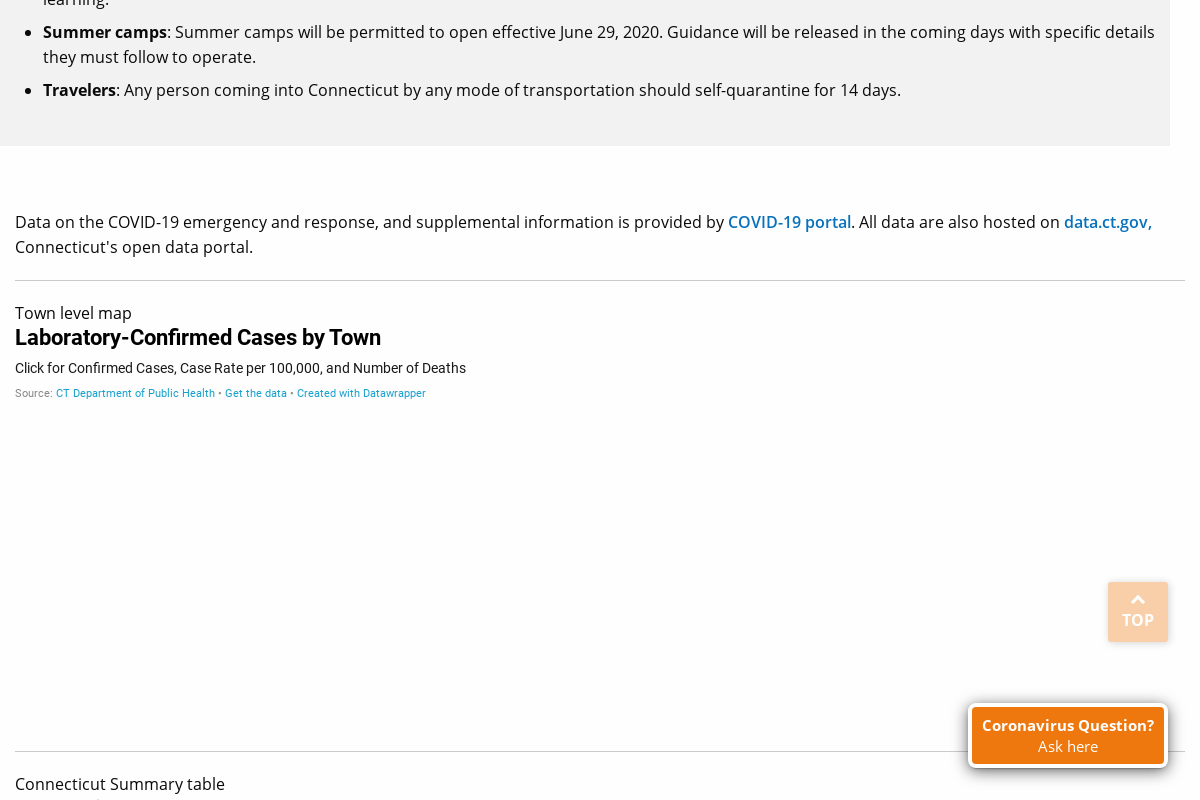 learning.
• Summer camps: Summer camps will be permitted to open effective June 29, 2020. Guidance will be released in the coming days with specific details
they must follow to operate.
• Travelers: Any person coming into Connecticut by any mode of transportation should self-quarantine for 14 days.
Data on the COVID-19 emergency and response, and supplemental information is provided by COVID-19 portal. All data are also hosted on data.ct.gov,
Connecticut's open data portal.
Town level map
Laboratory-Confirmed Cases by Town
Click for Confirmed Cases, Case Rate per 100,000, and Number of Deaths
Source: CT Department of Public Health • Get the data • Created with Datawrapper
TOP
Coronavirus Question?
Ask here
Connecticut Summary table